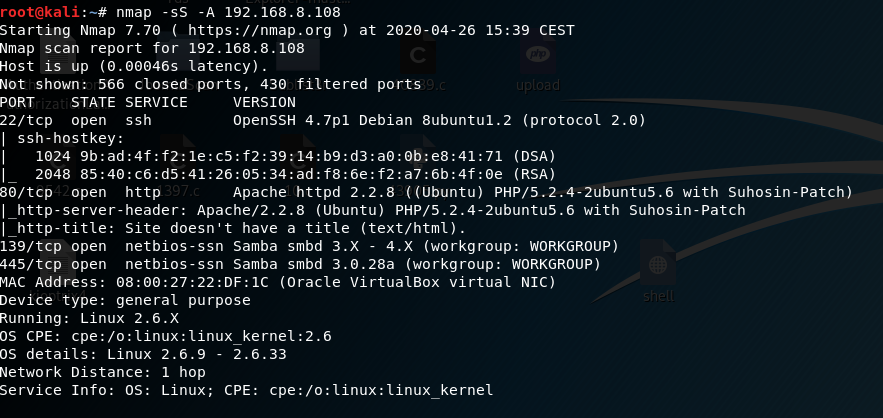 root@kali:~# nmap -sS -A 192.168.8.108
Starting Nmap 7.70 ( https://nmap.org ) at 2020-04-26 15:39 CEST
Nmap scan report for 192.168.8.108
Host is up (0.00046s latency).
Not shown: 566 closed ports, 430 filtered ports
PORT    STATE SERVICE     VERSION
22/tcp  open  ssh         OpenSSH 4.7p1 Debian 8ubuntu1.2 (protocol 2.0)
| ssh-hostkey:
|   1024 9b:ad:4f:f2:1e:c5:f2:39:14:b9:d3:a0:0b:e8:41:71 (DSA)
|_  2048 85:40:c6:d5:41:26:05:34:ad:f8:6e:f2:a7:6b:4f:0e (RSA)
80/tcp  open  http        Apache httpd 2.2.8 ((Ubuntu) PHP/5.2.4-2ubuntu5.6 with Suhosin-Patch)
|_http-server-header: Apache/2.2.8 (Ubuntu) PHP/5.2.4-2ubuntu5.6 with Suhosin-Patch
|_http-title: Site doesn't have a title (text/html).
139/tcp open  netbios-ssn Samba smbd 3.X - 4.X (workgroup: WORKGROUP)
445/tcp open  netbios-ssn Samba smbd 3.0.28a (workgroup: WORKGROUP)
MAC Address: 08:00:27:22:DF:1C (Oracle VirtualBox virtual NIC)
Device type: general purpose
Running: Linux 2.6.X
OS CPE: cpe:/o:linux:linux_kernel:2.6
OS details: Linux 2.6.9 - 2.6.33
Network Distance: 1 hop
Service Info: OS: Linux; CPE: cpe:/o:linux:linux_kernel
upload
shell